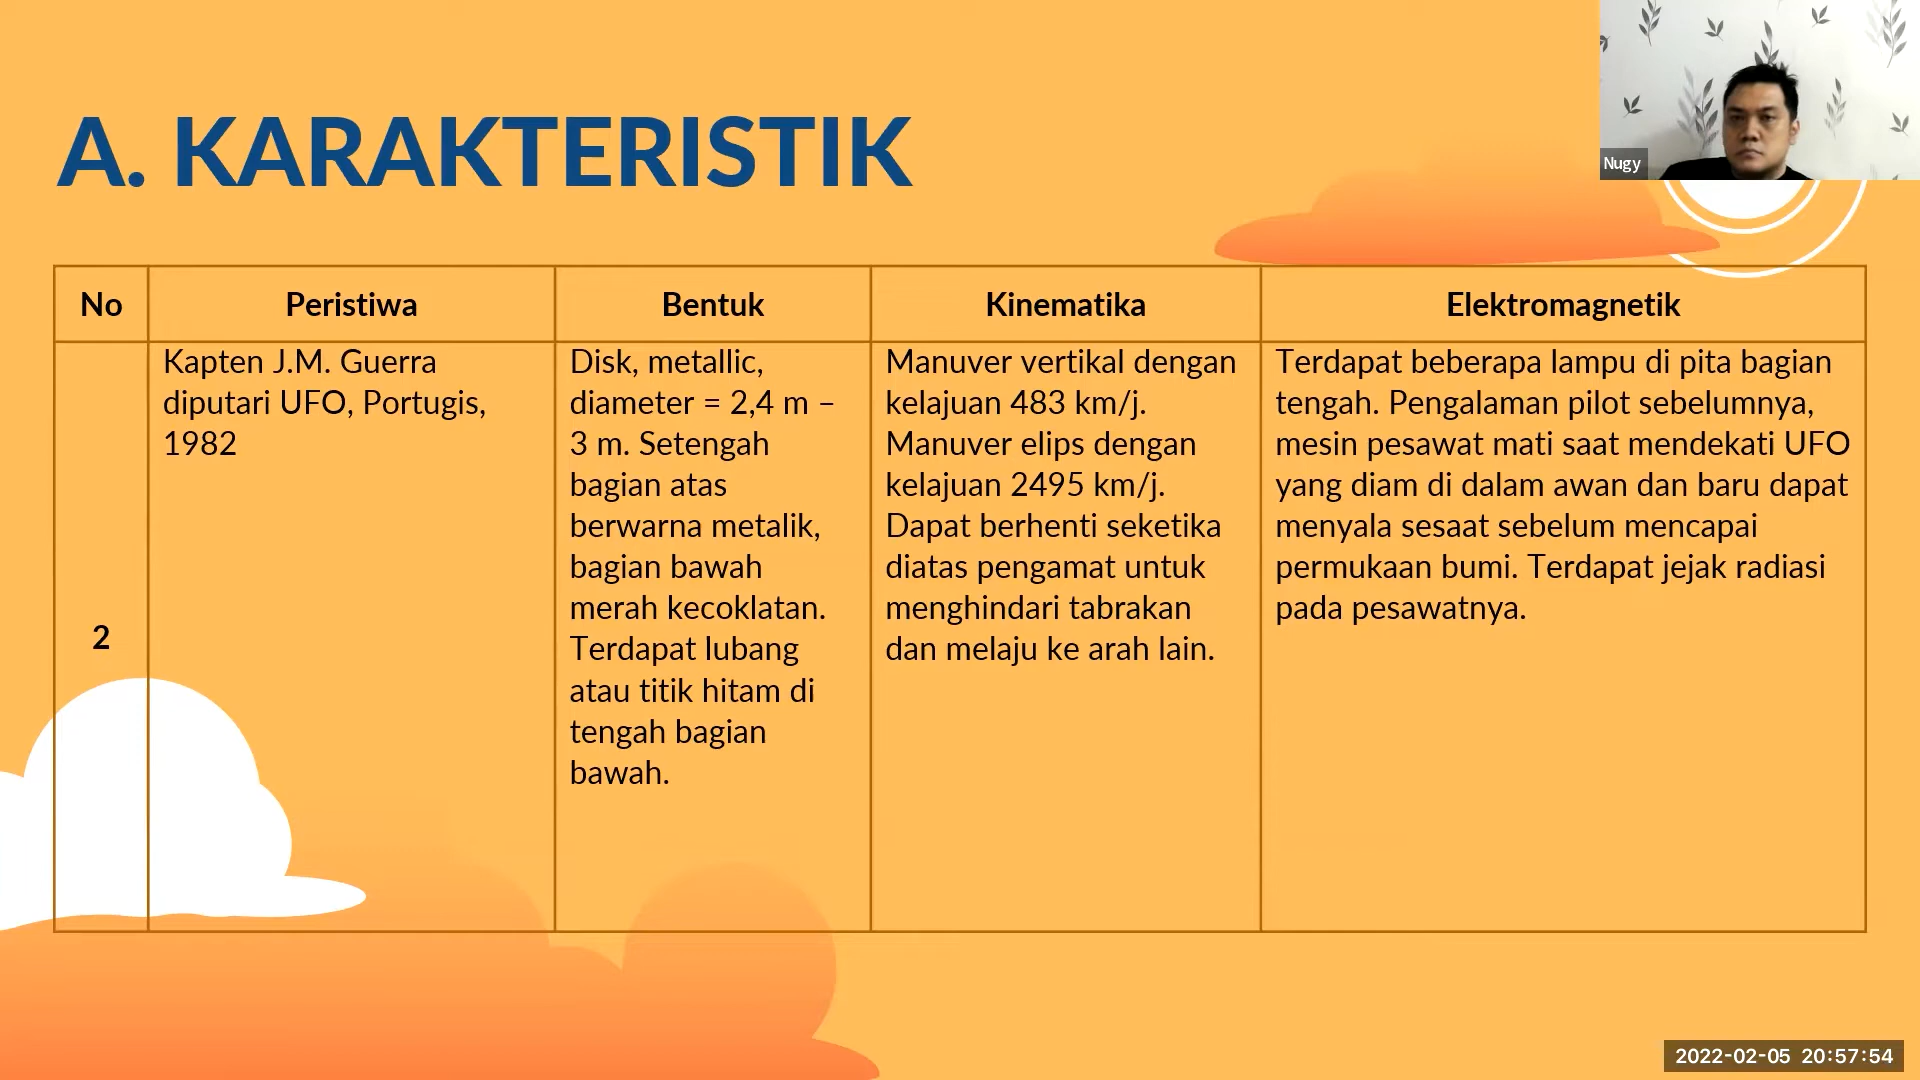 Nugy
A. KARAKTERISTIK
No
Peristiwa
Bentuk
Kinematika
Elektromagnetik
2
Kapten J.M. Guerra
diputari UFO, Portugis,
1982
Disk, metallic,
diameter = 2,4 m –
3 m. Setengah
bagian atas
berwarna metalik,
bagian bawah
merah kecoklatan.
Terdapat lubang
atau titik hitam di
tengah bagian
bawah.
Manuver vertikal dengan
kelajuan 483 km/j.
Manuver elips dengan
kelajuan 2495 km/j.
Dapat berhenti seketika
diatas pengamat untuk
menghindari tabrakan
dan melaju ke arah lain.
Terdapat beberapa lampu di pita bagian
tengah. Pengalaman pilot sebelumnya,
mesin pesawat mati saat mendekati UFO
yang diam di dalam awan dan baru dapat
menyala sesaat sebelum mencapai
permukaan bumi. Terdapat jejak radiasi
pada pesawatnya.
2022-02-05 20:57:54